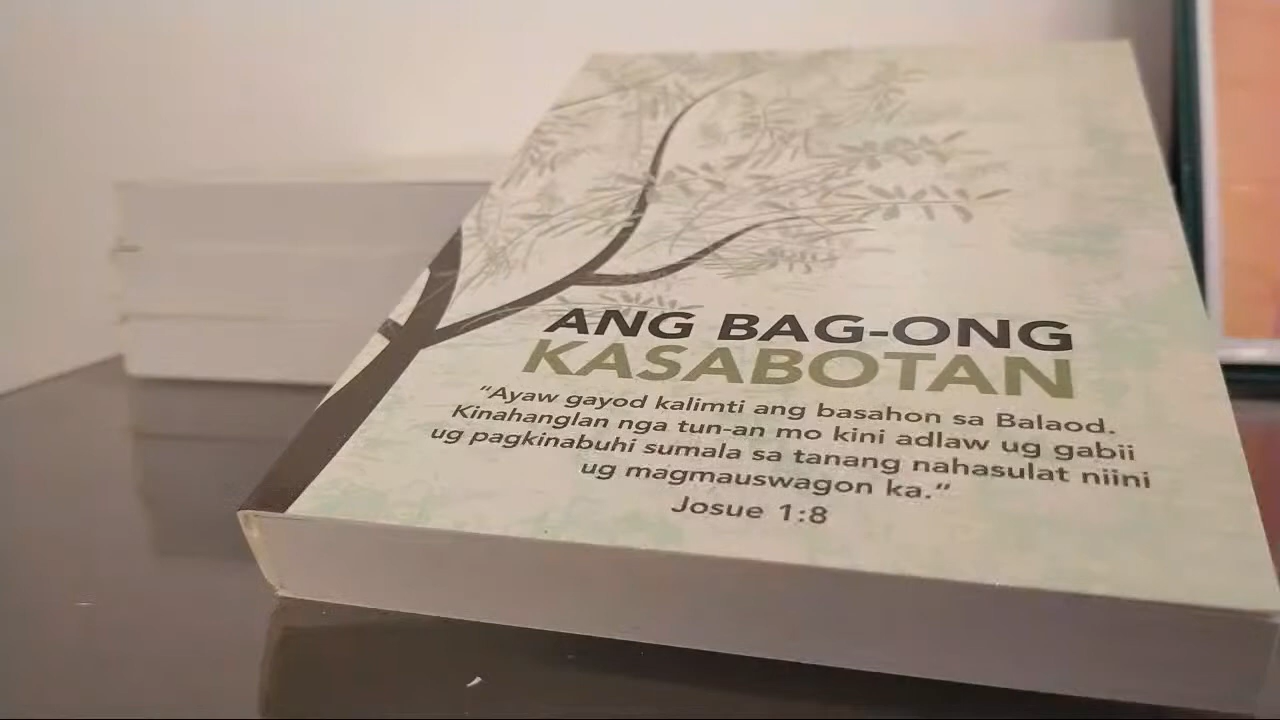 ANG BAG-ONG
KASABOTAN
"Ayaw gayod kalimti ang basahon sa Balaod.
Kinahanglan nga tun-an mo kini adlaw ug gabii
ug pagkinabuhi sumala sa tanang nahasulat niini
ug magmauswagon ka."
Josue 1:8